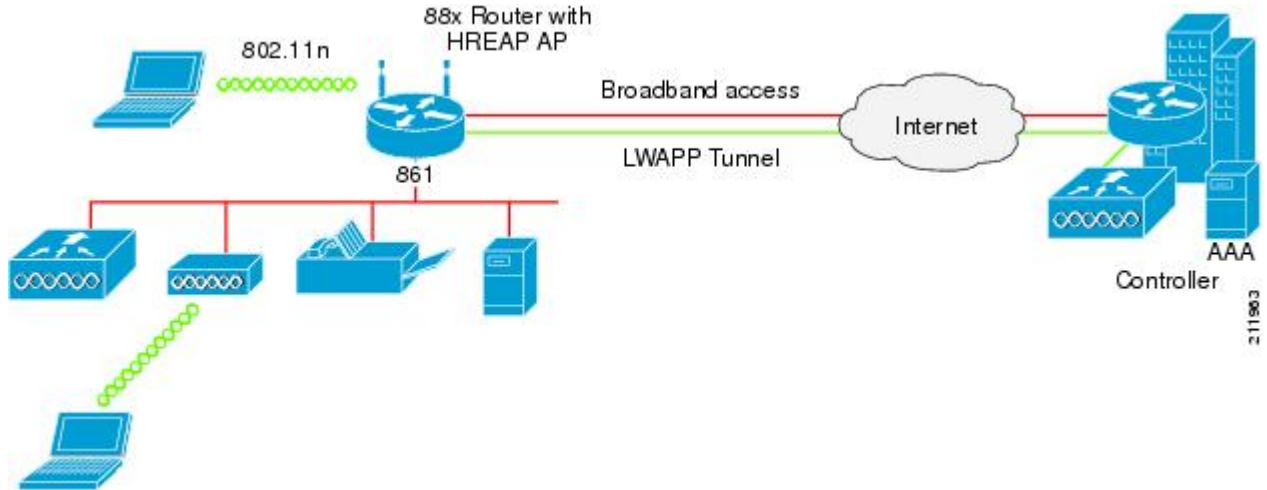 88x Router with
HREAP AP
802.11n
Broadband access
Internet
LWAPP Tunnel
861
AAA
Controller
211963